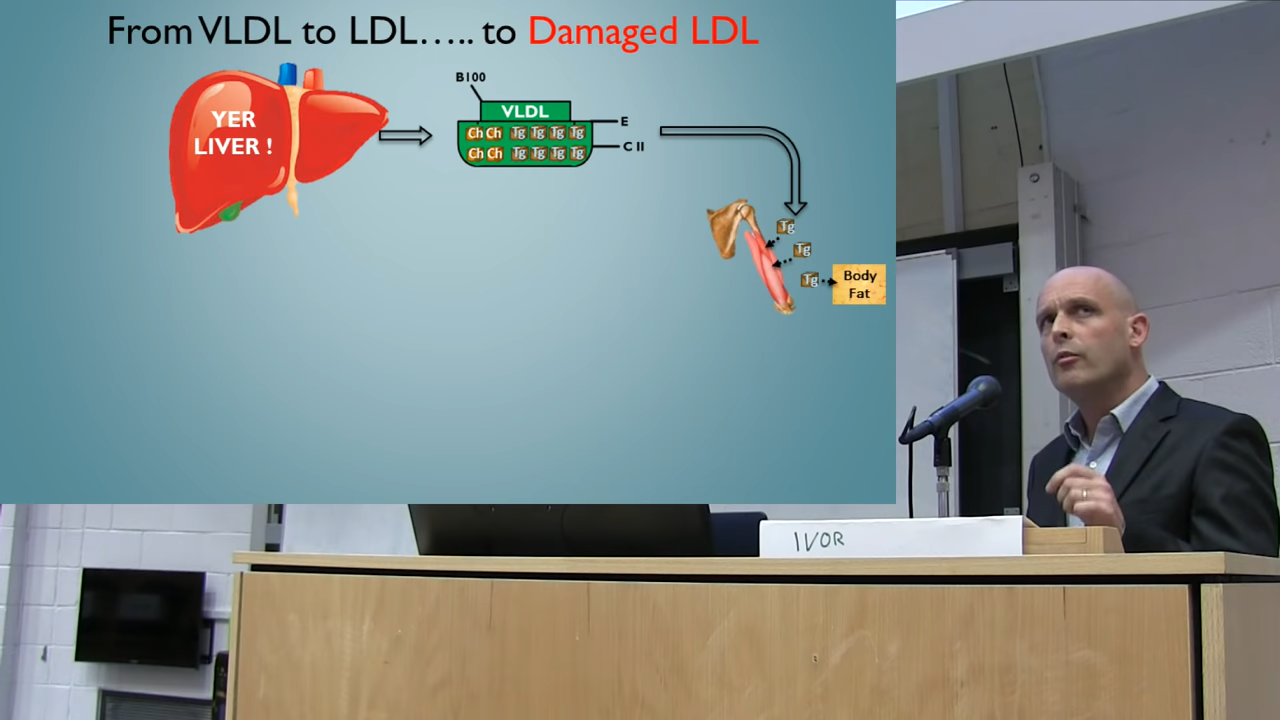 From VLDL to LDL..... to Damaged LDL
YER
LIVER !
B100
VLDL
E
Ch Ch Tg Tg Tg Tg
C II
Ch Ch Tg Tg Tg Tg
Tg
Tg
Tg
Body
Fat
IVOR